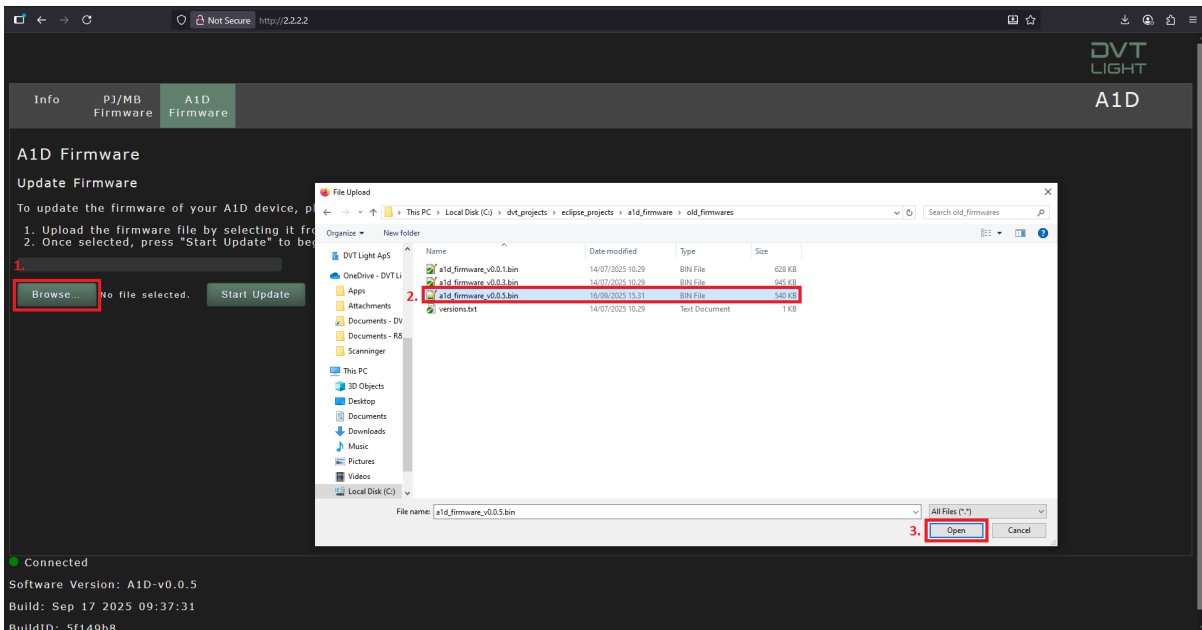 Not Secure http://2.2.2.2
DVT
LIGHT
Info
PJ/MB
Firmware
A1D
Firmware
A1D
A1D Firmware
Update Firmware
To update the firmware of your A1D device, pl
1. Upload the firmware file by selecting it fro
2. Once selected, press "Start Update" to beg
1.
Browse... No file selected. Start Update
File Upload
This PC > Local Disk (C:) > dvt_projects > eclipse_projects > a1d_firmware > old_firmwares
Search old_firmwares
Organize New folder
DVT Light ApS
OneDrive - DVT Li
Apps
Attachments
Documents - DV
Documents - R&
Scanninger
This PC
3D Objects
Desktop
Documents
Downloads
Music
Pictures
Videos
Local Disk (C:)
Name Date modified Type Size
a1d_firmware_v0.0.1.bin 14/07/2025 10.29 BIN File 628 KB
a1d_firmware_v0.0.3.bin 14/07/2025 10.29 BIN File 945 KB
2. a1d_firmware_v0.0.5.bin 16/09/2025 15.31 BIN File 540 KB
versions.txt 14/07/2025 10.29 Text Document 1 KB
File name: a1d_firmware_v0.0.5.bin All Files (*.*)
3. Open Cancel
Connected
Software Version: A1D-v0.0.5
Build: Sep 17 2025 09:37:31
BuildID: 5f149b8